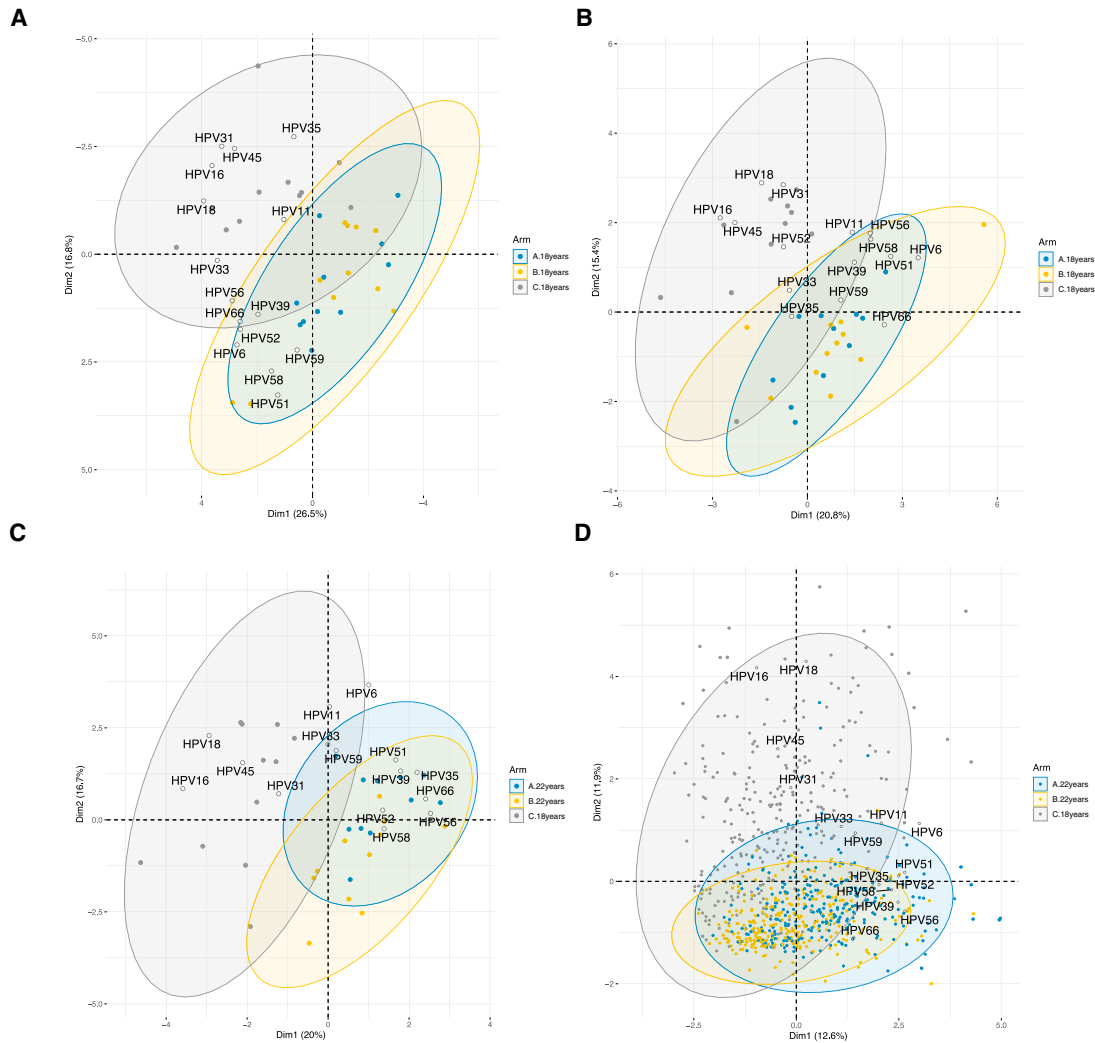 A
−5.0
−2.5
0.0
2.5
5.0
Dim2 (16.8%)
HPV35
HPV31
HPV45
HPV16
HPV18
HPV11
HPV33
HPV56
HPV39
HPV66
HPV52
HPV6
HPV59
HPV58
HPV51
4
0
−4
Dim1 (26.5%)
Arm
A.18years
B.18years
C.18years
B
6
4
2
0
−2
−4
Dim2 (15.4%)
HPV18
HPV31
HPV16
HPV45
HPV52
HPV11
HPV56
HPV58
HPV6
HPV51
HPV39
HPV33
HPV59
HPV35
HPV66
−6
−3
0
3
6
Dim1 (20.8%)
Arm
A.18years
B.18years
C.18years
C
5.0
2.5
0.0
−2.5
−5.0
Dim2 (16.7%)
HPV6
HPV11
HPV33
HPV18
HPV59
HPV51
HPV45
HPV16
HPV31
HPV39
HPV35
HPV66
HPV52
HPV56
HPV58
−4
−2
0
2
4
Dim1 (20%)
Arm
A.22years
B.22years
C.18years
D
6
4
2
0
−2
Dim2 (11.9%)
HPV16
HPV18
HPV45
HPV31
HPV33
HPV11
HPV6
HPV59
HPV51
HPV35
HPV52
HPV58
HPV39
HPV56
HPV66
−2.5
0.0
2.5
5.0
Dim1 (12.6%)
Arm
A.22years
B.22years
C.18years